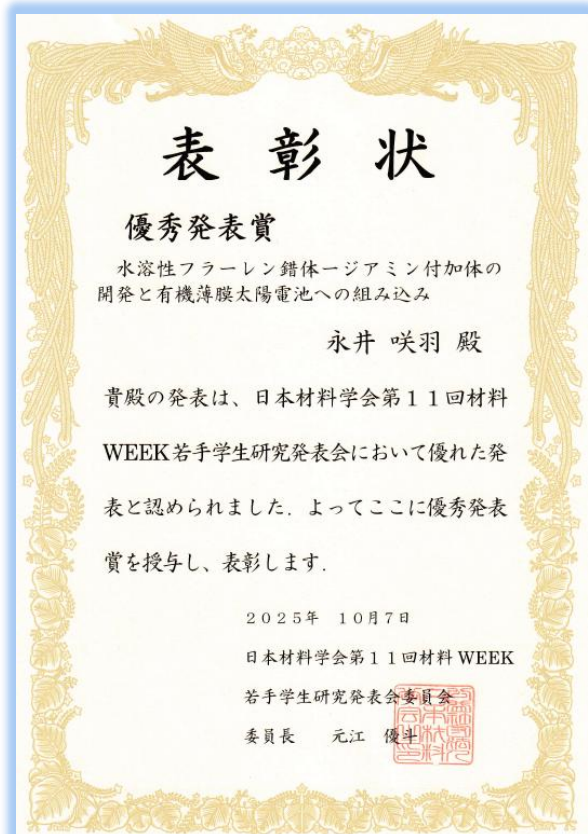 表彰状
優秀発表賞
水溶性フラーレン錯体ージアミン付加体の
開発と有機薄膜太陽電池への組み込み
永井 咲羽 殿
貴殿の発表は、日本材料学会第11回材料
WEEK若手学生研究発表会において優れた発
表と認められました．よってここに優秀発表
賞を授与し、表彰します．
2025年 10月7日
日本材料学会第11回材料 WEEK
若手学生研究発表会委員会
委員長 元江 優斗